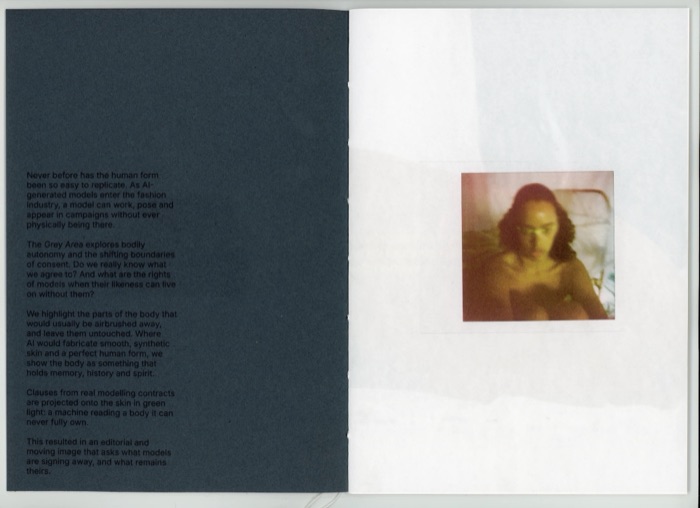 Never before has the human form
been so easy to replicate. As AI-
generated models enter the fashion
industry, a model can work, pose and
appear in campaigns without ever
physically being there.
The Grey Area explores bodily
autonomy and the shifting boundaries
of consent. Do we really know what
we agree to? And what are the rights
of models when their likeness can live
on without them?
We highlight the parts of the body that
would usually be airbrushed away,
and leave them untouched. Where
AI would fabricate smooth, synthetic
skin and a perfect human form, we
show the body as something that
holds memory, history and spirit.
Clauses from real modelling contracts
are projected onto the skin in green
light: a machine reading a body it can
never fully own.
This resulted in an editorial and
moving image that asks what models
are signing away, and what remains
theirs.